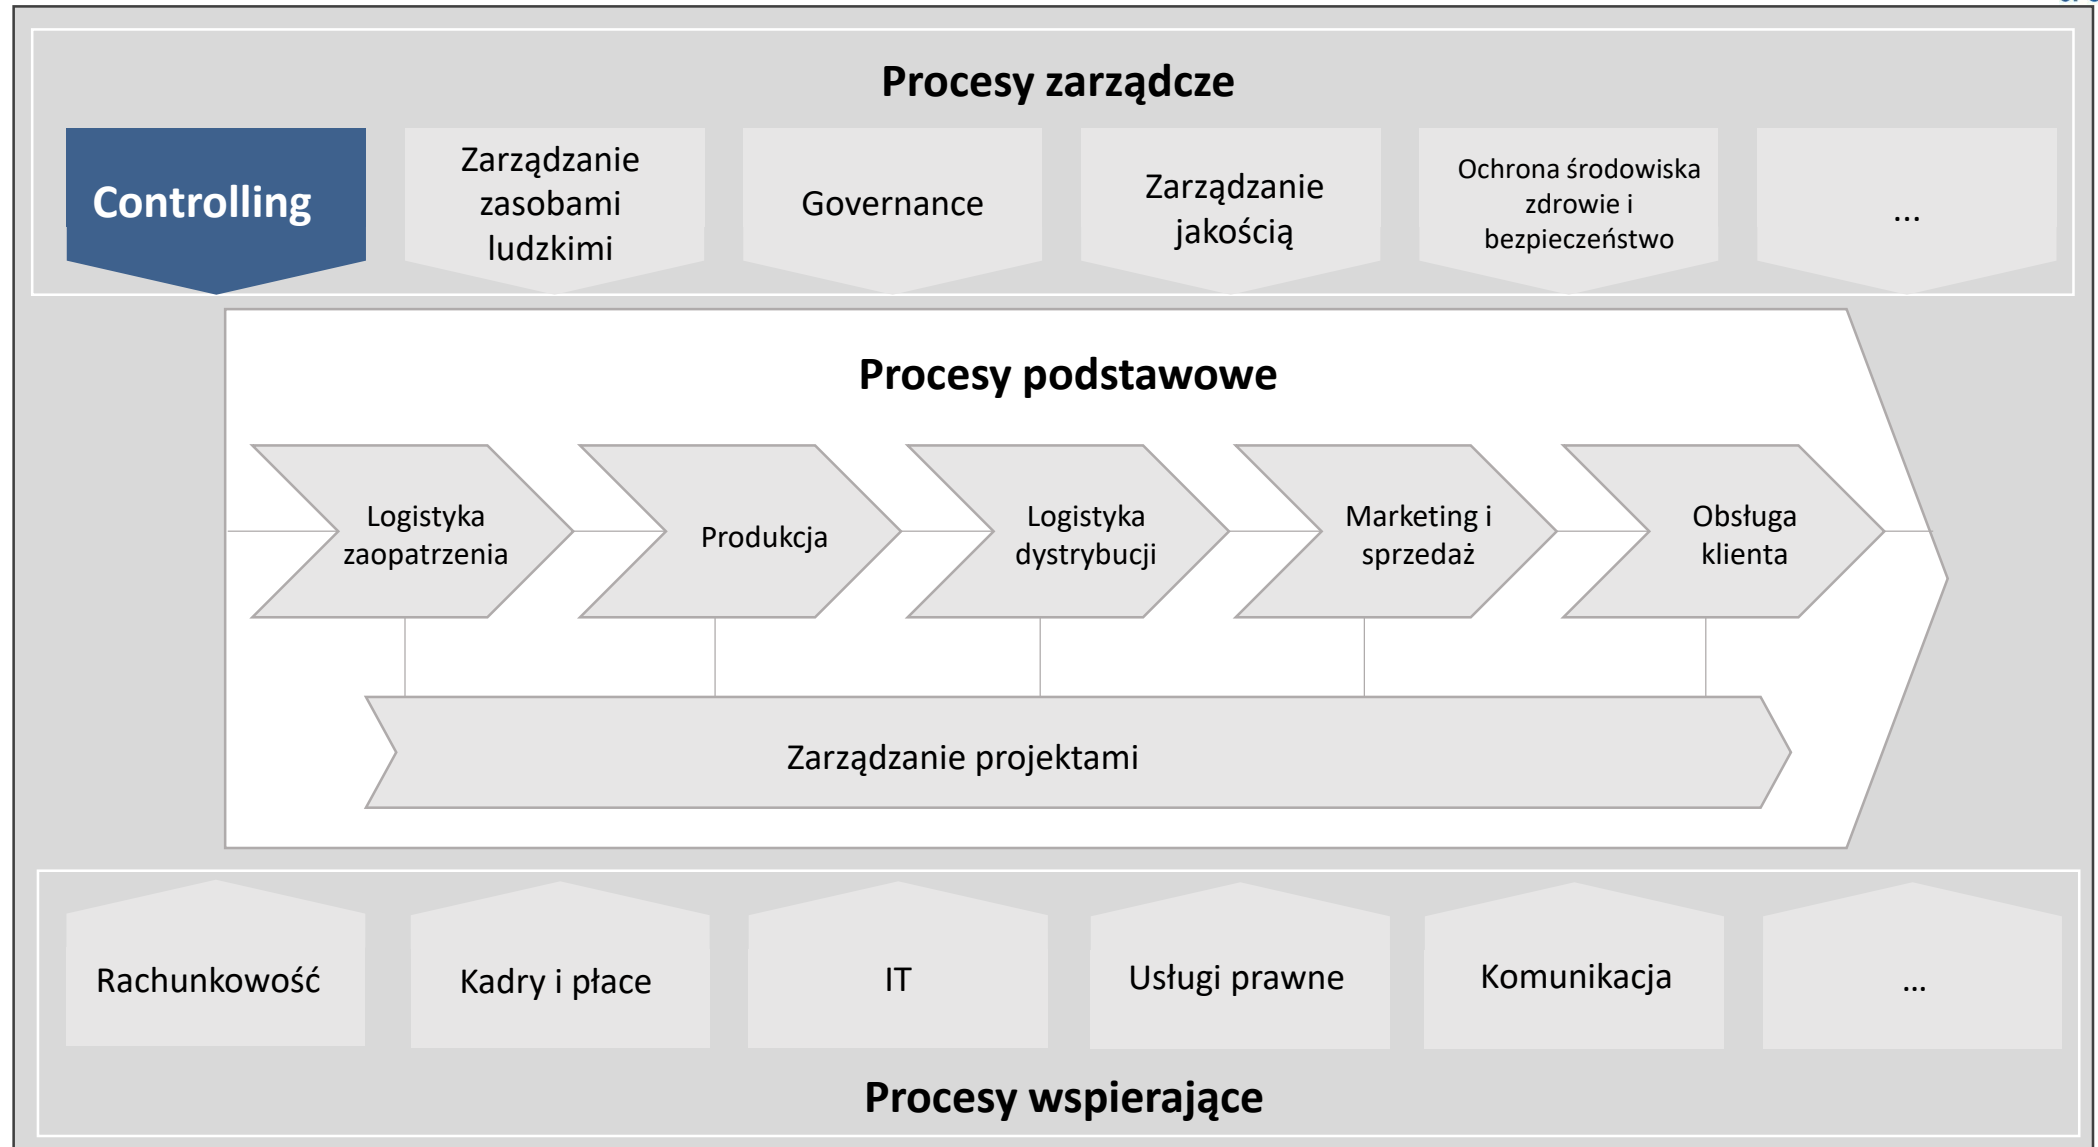 Procesy zarządcze
Controlling
Zarządzanie
zasobami
ludzkimi
Governance
Zarządzanie
jakością
Ochrona środowiska
zdrowie i
bezpieczeństwo
...
Procesy podstawowe
Logistyka
zaopatrzenia
Produkcja
Logistyka
dystrybucji
Marketing i
sprzedaż
Obsługa
klienta
Zarządzanie projektami
Rachunkowość
Kadry i płace
IT
Usługi prawne
Komunikacja
...
Procesy wspierające